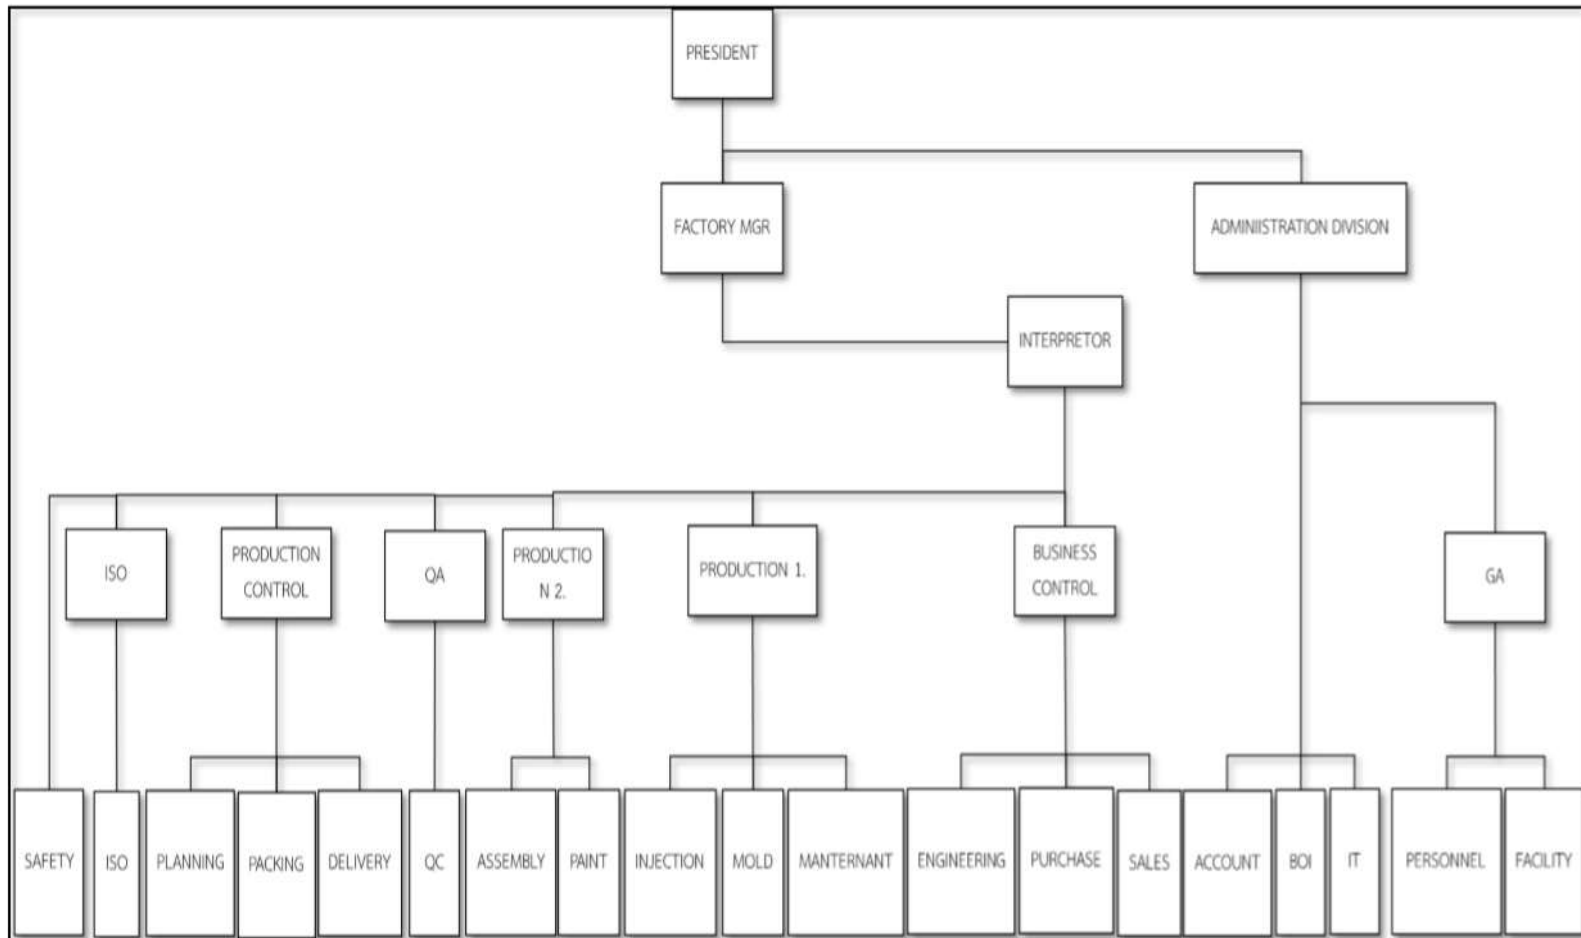 PRESIDENT
FACTORY MGR
ADMINIISTRATION DIVISION
INTERPRETOR
ISO
PRODUCTION
CONTROL
QA
PRODUCTIO
N 2.
PRODUCTION 1.
BUSINESS
CONTROL
GA
SAFETY
ISO
PLANNING
PACKING
DELIVERY
QC
ASSEMBLY
PAINT
INJECTION
MOLD
MANTERNANT
ENGINEERING
PURCHASE
SALES
ACCOUNT
BOI
IT
PERSONNEL
FACILITY